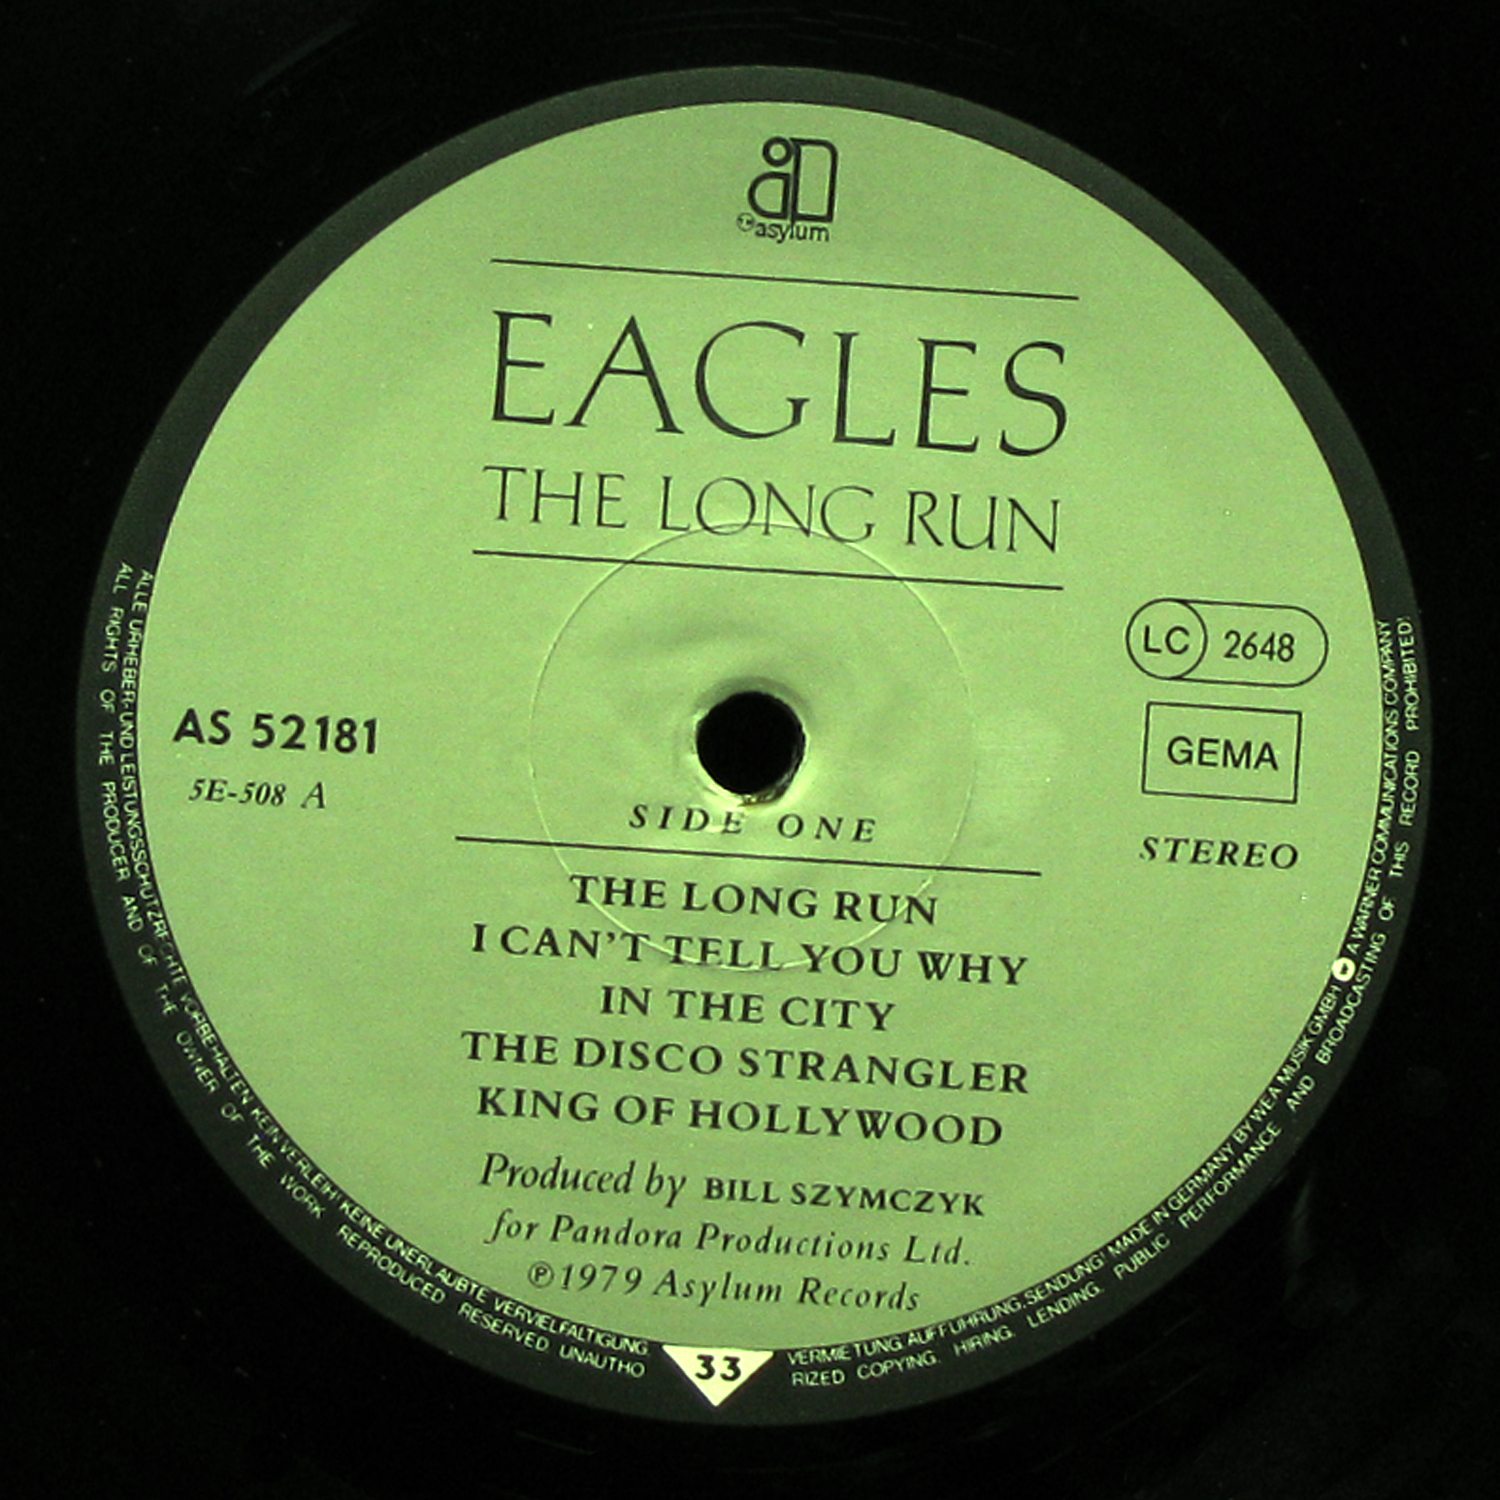 asylum
EAGLES
THE LONG RUN
LC 2648
AS 52181
GEMA
5E-508 A
SIDE ONE
STEREO
THE LONG RUN
I CAN'T TELL YOU WHY
IN THE CITY
THE DISCO STRANGLER
KING OF HOLLYWOOD
Produced by BILL SZYMCZYK
for Pandora Productions Ltd.
℗1979 Asylum Records
33
ALLE URHEBER-UND LEISTUNGSSCHUTZRECHTE VORBEHALTEN KEIN VERLEIH! KEINE UNERLAUBTE VERVIELFALTIGUNG. VERMIETUNG AUFFUHRUNG.SENDUNG! MADE IN GERMANY BY WEA MUSIK GMBH A WARNER COMMUNICATIONS COMPANY
ALL RIGHTS OF THE PRODUCER AND OF THE OWNER OF THE WORK REPRODUCED RESERVED UNAUTHO RIZED COPYING. HIRING. LENDING. PUBLIC PERFORMANCE AND BROADCASTING OF THIS RECORD PROHIBITED!